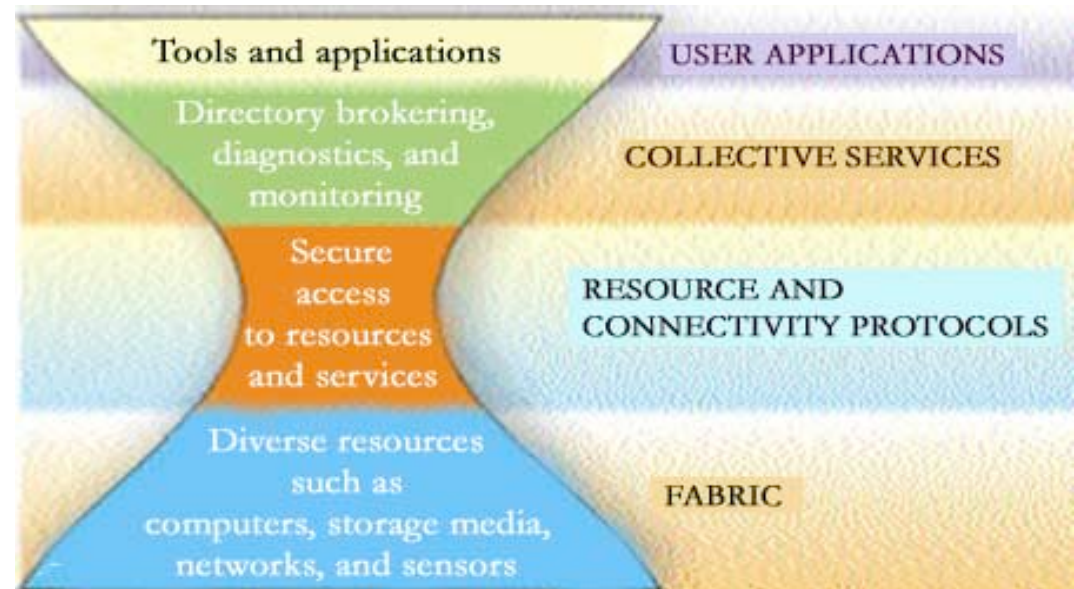 Tools and applications
USER APPLICATIONS
Directory brokering,
diagnostics, and
monitoring
COLLECTIVE SERVICES
Secure
access
to resources
and services
RESOURCE AND
CONNECTIVITY PROTOCOLS
Diverse resources
such as
computers, storage media,
networks, and sensors
FABRIC